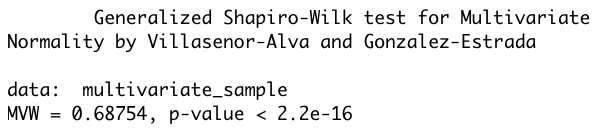 Generalized Shapiro-Wilk test for Multivariate
Normality by Villasenor-Alva and Gonzalez-Estrada
data:  multivariate_sample
MVW = 0.68754, p-value < 2.2e-16